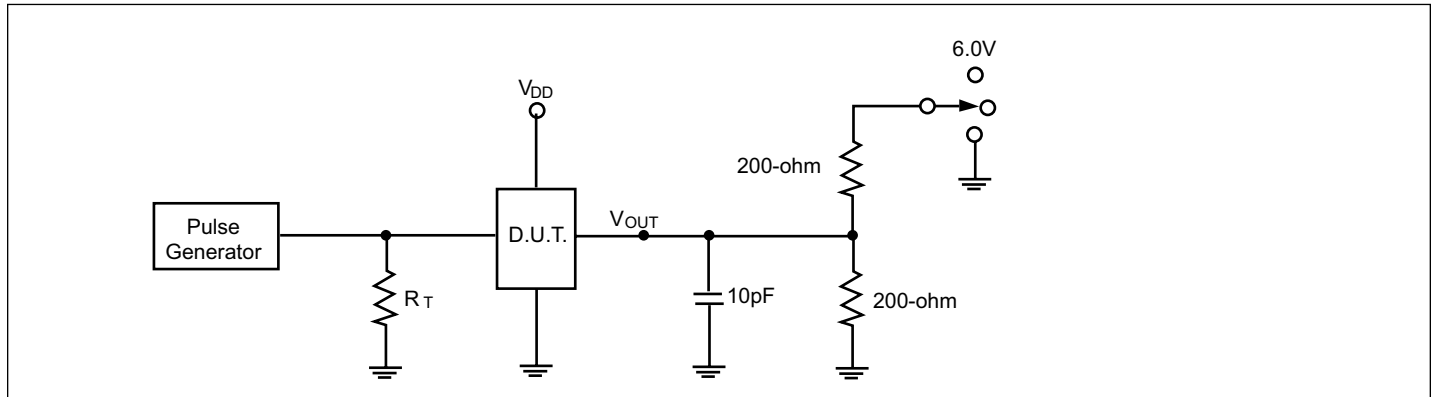 6.0V
VDD
200-ohm
Pulse
Generator
D.U.T.
VOUT
RT
10pF
200-ohm